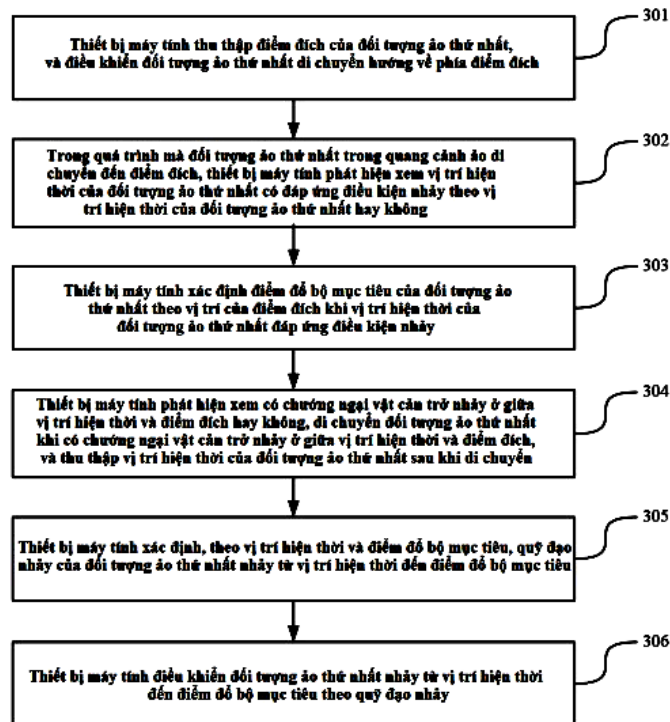 301
Thiết bị máy tính thu thập điểm đích của đối tượng ảo thứ nhất,
và điều khiển đối tượng ảo thứ nhất di chuyển hướng về phía điểm đích
302
Trong quá trình mà đối tượng ảo thứ nhất trong quang cảnh ảo di
chuyển đến điểm đích, thiết bị máy tính phát hiện xem vị trí hiện
thời của đối tượng ảo thứ nhất có đáp ứng điều kiện nhảy theo vị
trí hiện thời của đối tượng ảo thứ nhất hay không
303
Thiết bị máy tính xác định điểm đổ bộ mục tiêu của đối tượng ảo
thứ nhất theo vị trí của điểm đích khi vị trí hiện thời của
đối tượng ảo thứ nhất đáp ứng điều kiện nhảy
304
Thiết bị máy tính phát hiện xem có chướng ngại vật cản trở nhảy ở giữa
vị trí hiện thời và điểm đích hay không, di chuyển đối tượng ảo thứ nhất
khi có chướng ngại vật cản trở nhảy ở giữa vị trí hiện thời và điểm đích,
và thu thập vị trí hiện thời của đối tượng ảo thứ nhất sau khi di chuyển
305
Thiết bị máy tính xác định, theo vị trí hiện thời và điểm đổ bộ mục tiêu, quỹ đạo
nhảy của đối tượng ảo thứ nhất nhảy từ vị trí hiện thời đến điểm đổ bộ mục tiêu
306
Thiết bị máy tính điều khiển đối tượng ảo thứ nhất nhảy từ vị trí hiện thời
đến điểm đổ bộ mục tiêu theo quỹ đạo nhảy